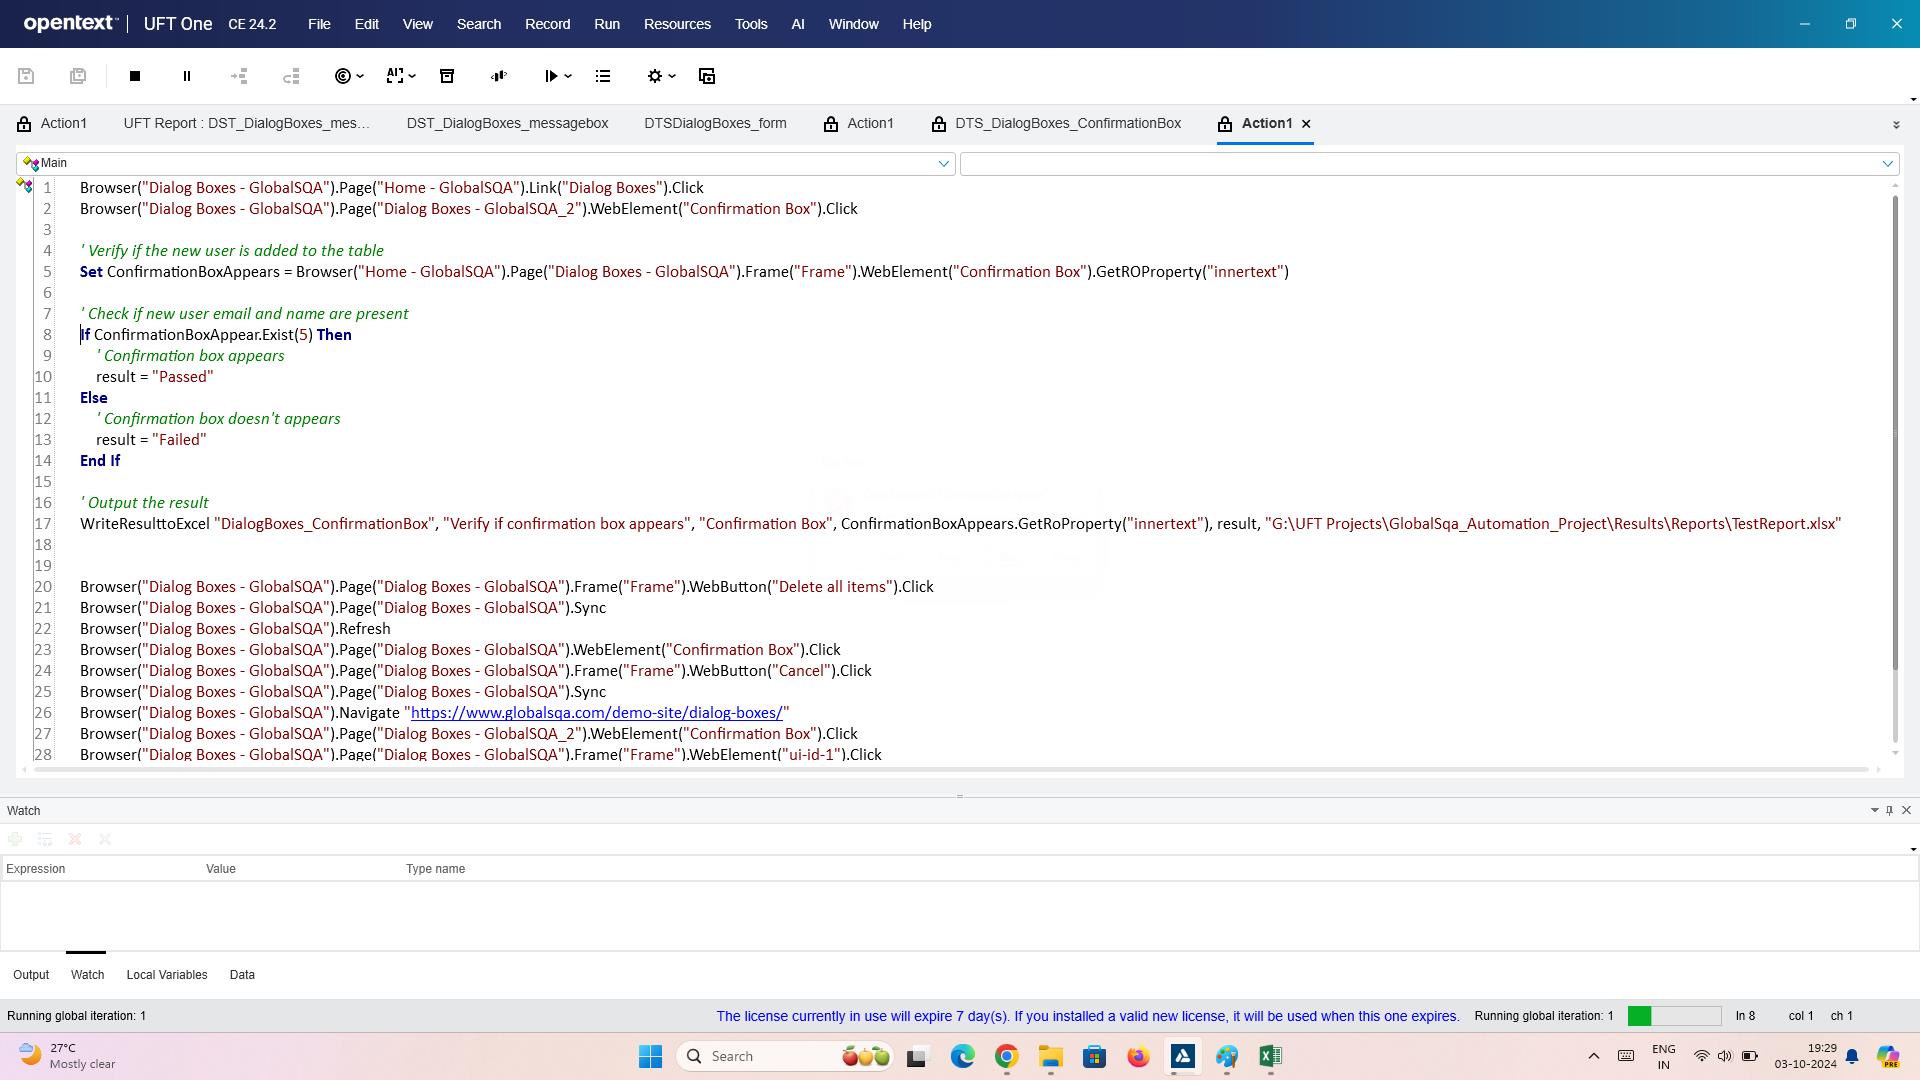 opentext™ | UFT One CE 24.2 File Edit View Search Record Run Resources Tools AI Window Help
Action1 UFT Report : DST_DialogBoxes_mes... DST_DialogBoxes_messagebox DTSDialogBoxes_form Action1 DTS_DialogBoxes_ConfirmationBox Action1
Main
1 Browser("Dialog Boxes - GlobalSQA").Page("Home - GlobalSQA").Link("Dialog Boxes").Click
2 Browser("Dialog Boxes - GlobalSQA").Page("Dialog Boxes - GlobalSQA_2").WebElement("Confirmation Box").Click
3
4 ' Verify if the new user is added to the table
5 Set ConfirmationBoxAppears = Browser("Home - GlobalSQA").Page("Dialog Boxes - GlobalSQA").Frame("Frame").WebElement("Confirmation Box").GetROProperty("innertext")
6
7 ' Check if new user email and name are present
8 If ConfirmationBoxAppear.Exist(5) Then
9 ' Confirmation box appears
10 result = "Passed"
11 Else
12 ' Confirmation box doesn't appears
13 result = "Failed"
14 End If
15
16 ' Output the result
17 WriteResulttoExcel "DialogBoxes_ConfirmationBox", "Verify if confirmation box appears", "Confirmation Box", ConfirmationBoxAppears.GetRoProperty("innertext"), result, "G:\UFT Projects\GlobalSqa_Automation_Project\Results\Reports\TestReport.xlsx"
18
19
20 Browser("Dialog Boxes - GlobalSQA").Page("Dialog Boxes - GlobalSQA").Frame("Frame").WebButton("Delete all items").Click
21 Browser("Dialog Boxes - GlobalSQA").Page("Dialog Boxes - GlobalSQA").Sync
22 Browser("Dialog Boxes - GlobalSQA").Refresh
23 Browser("Dialog Boxes - GlobalSQA").Page("Dialog Boxes - GlobalSQA").WebElement("Confirmation Box").Click
24 Browser("Dialog Boxes - GlobalSQA").Page("Dialog Boxes - GlobalSQA").Frame("Frame").WebButton("Cancel").Click
25 Browser("Dialog Boxes - GlobalSQA").Page("Dialog Boxes - GlobalSQA").Sync
26 Browser("Dialog Boxes - GlobalSQA").Navigate "https://www.globalsqa.com/demo-site/dialog-boxes/"
27 Browser("Dialog Boxes - GlobalSQA").Page("Dialog Boxes - GlobalSQA_2").WebElement("Confirmation Box").Click
28 Browser("Dialog Boxes - GlobalSQA").Page("Dialog Boxes - GlobalSQA").Frame("Frame").WebElement("ui-id-1").Click
Watch
Expression Value Type name
Output Watch Local Variables Data
Running global iteration: 1 The license currently in use will expire 7 day(s). If you installed a valid new license, it will be used when this one expires. Running global iteration: 1 ln 8 col 1 ch 1
27°C
Mostly clear
Search
ENG
IN
19:29
03-10-2024
PRE